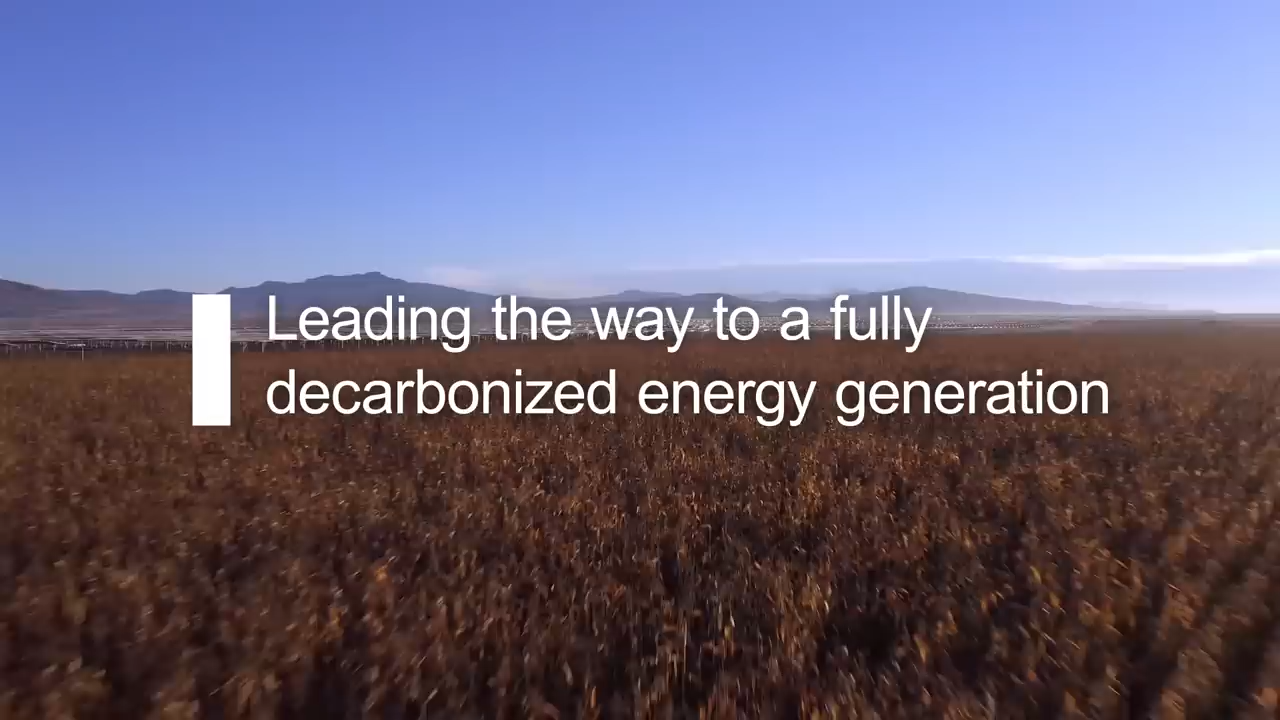 Leading the way to a fully
decarbonized energy generation